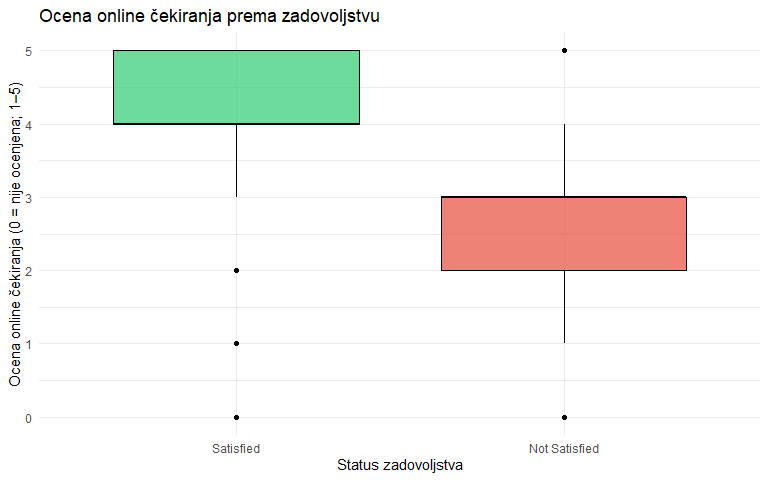 Ocena online čekiranja prema zadovoljstvu
Ocena online čekiranja (0 = nije ocenjena; 1–5)
5
4
3
2
1
0
Satisfied
Not Satisfied
Status zadovoljstva